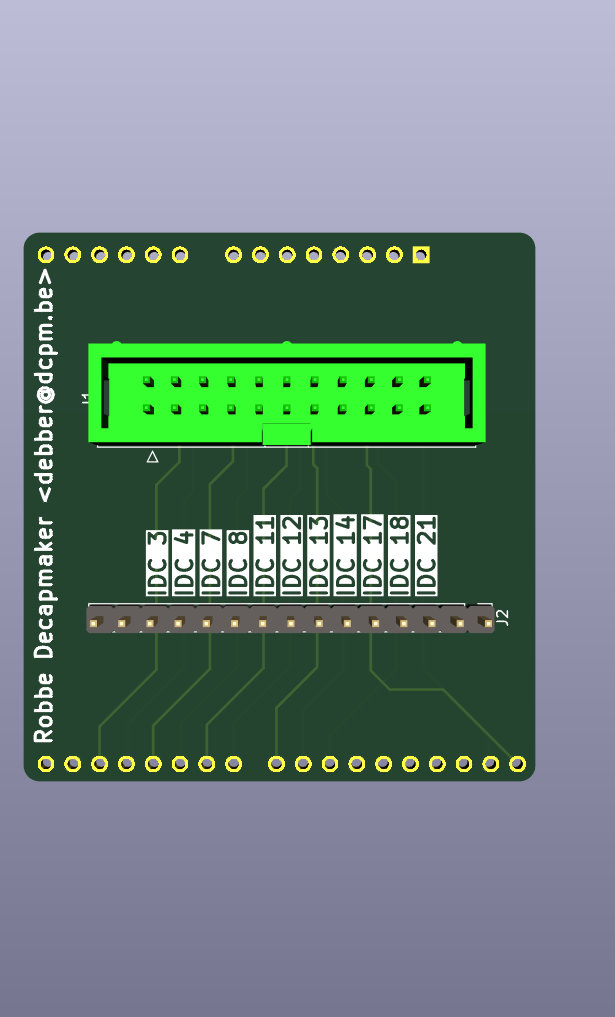 Robbe Decapmaker <debber@dcpm.be>
J1
IDC 3
IDC 4
IDC 7
IDC 8
IDC 11
IDC 12
IDC 13
IDC 14
IDC 17
IDC 18
IDC 21
J2